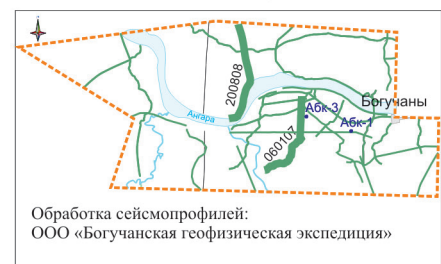 200808
Богучаны
Абк-3
Ангара
Абк-1
060107
Обработка сейсмопрофилей:
ООО «Богучанская геофизическая экспедиция»